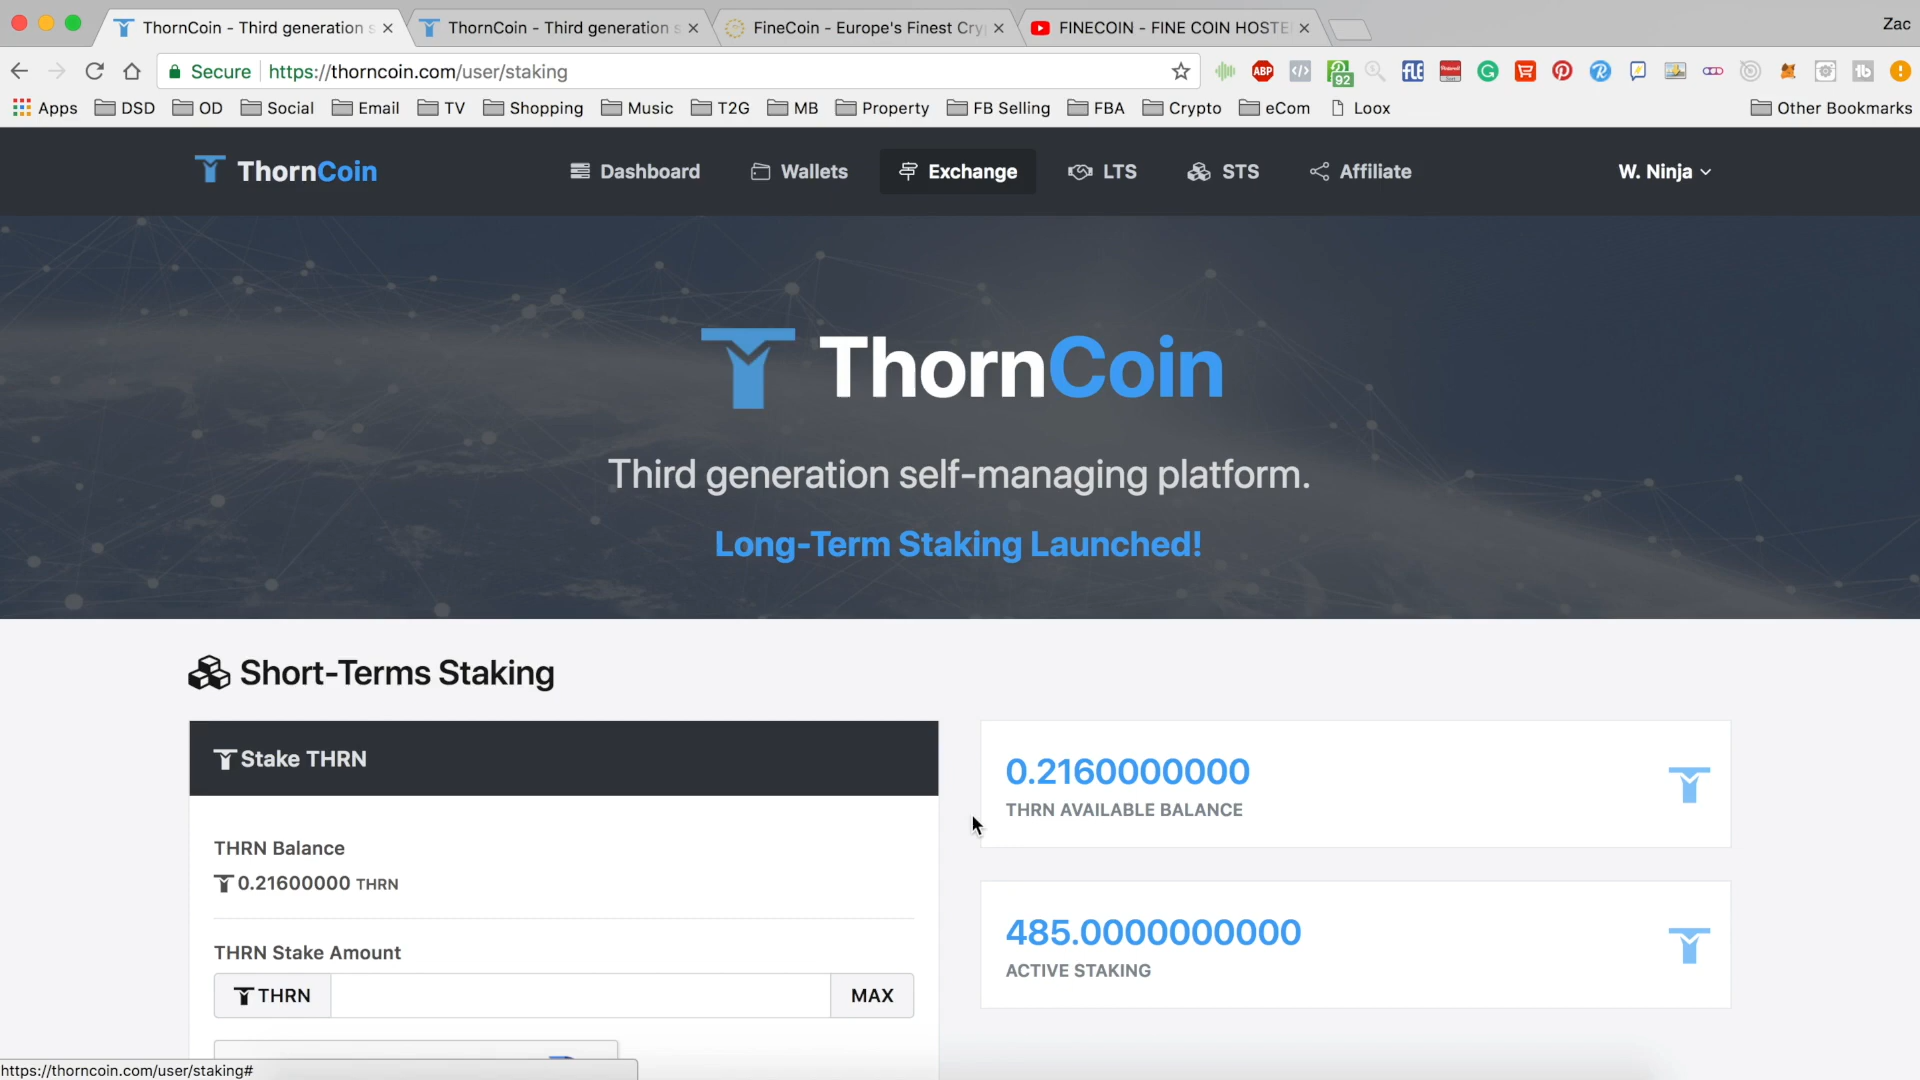 ThornCoin - Third generation s
ThornCoin - Third generation s
FineCoin - Europe's Finest Cry
FINECOIN - FINE COIN HOSTE
Zac
Secure
https://thorncoin.com/user/staking
ABP
92
FLE
Apps
DSD
OD
Social
Email
TV
Shopping
Music
T2G
MB
Property
FB Selling
FBA
Crypto
eCom
Loox
Other Bookmarks
ThornCoin
Dashboard
Wallets
Exchange
LTS
STS
Affiliate
W. Ninja
ThornCoin
Third generation self-managing platform.
Long-Term Staking Launched!
Short-Terms Staking
Stake THRN
THRN Balance
0.21600000 THRN
THRN Stake Amount
THRN
MAX
0.2160000000
THRN AVAILABLE BALANCE
485.0000000000
ACTIVE STAKING
https://thorncoin.com/user/staking#